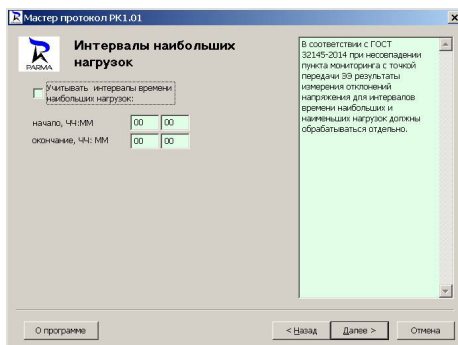 Мастер протокол РК1.01
PARMA
Интервалы наибольших
нагрузок
Учитывать интервалы времени
наибольших нагрузок:
начало, ЧЧ:ММ 00 00
окончание, ЧЧ: ММ 00 00
В соответствии с ГОСТ
32145-2014 при несовпадении
пункта мониторинга с точкой
передачи ЭЭ результаты
измерения отклонений
напряжения для интервалов
времени наибольших и
наименьших нагрузок должны
обрабатываться отдельно.
О программе
< Назад
Далее >
Отмена